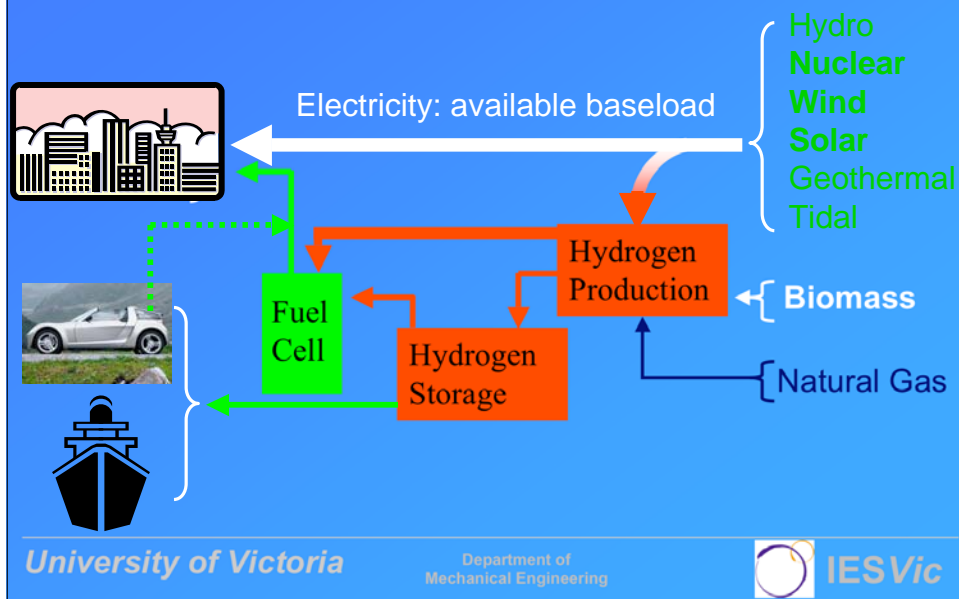 Hydro
Nuclear
Wind
Solar
Geothermal
Tidal
Electricity: available baseload
Hydrogen
Production
Biomass
Fuel
Cell
Hydrogen
Storage
Natural Gas
University of Victoria
Department of
Mechanical Engineering
IESVic